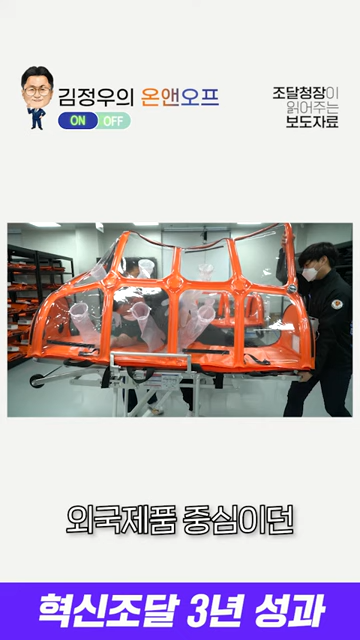 김정우의 온앤오프
ON OFF
조달청장이
읽어주는
보도자료
외국제품 중심이던
혁신조달 3년 성과